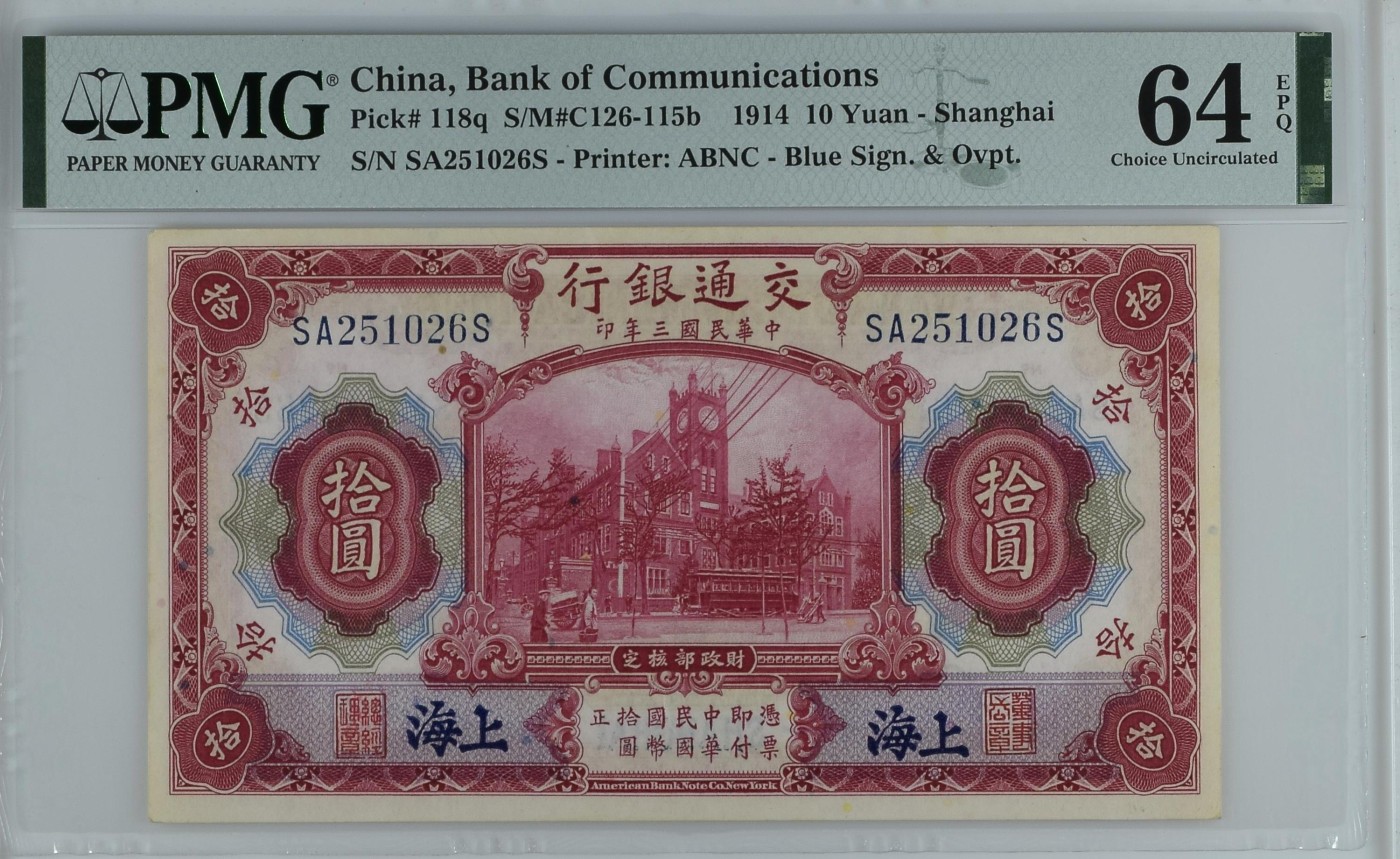 PMG®
PAPER MONEY GUARANTY
China, Bank of Communications
Pick# 118q S/M#C126-115b 1914 10 Yuan - Shanghai
S/N SA251026S - Printer: ABNC - Blue Sign. & Ovpt.
64 EPQ
Choice Uncirculated
拾 拾
行銀通交
印年三國民華中
SA251026S SA251026S
拾 拾
拾圓 拾圓
拾 拾
定核部政財
海上 海上
正拾國民中即憑
圓幣國華付票
拾 拾
American Bank Note Co. New York